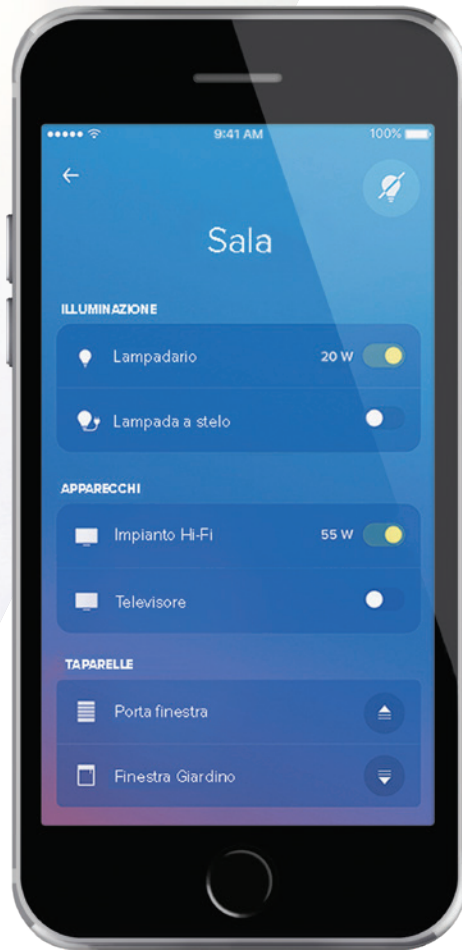 9:41 AM
100%
Sala
ILLUMINAZIONE
Lampadario 20 W
Lampada a stelo
APPARECCHI
Impianto Hi-Fi 55 W
Televisore
TAPARELLE
Porta finestra
Finestra Giardino